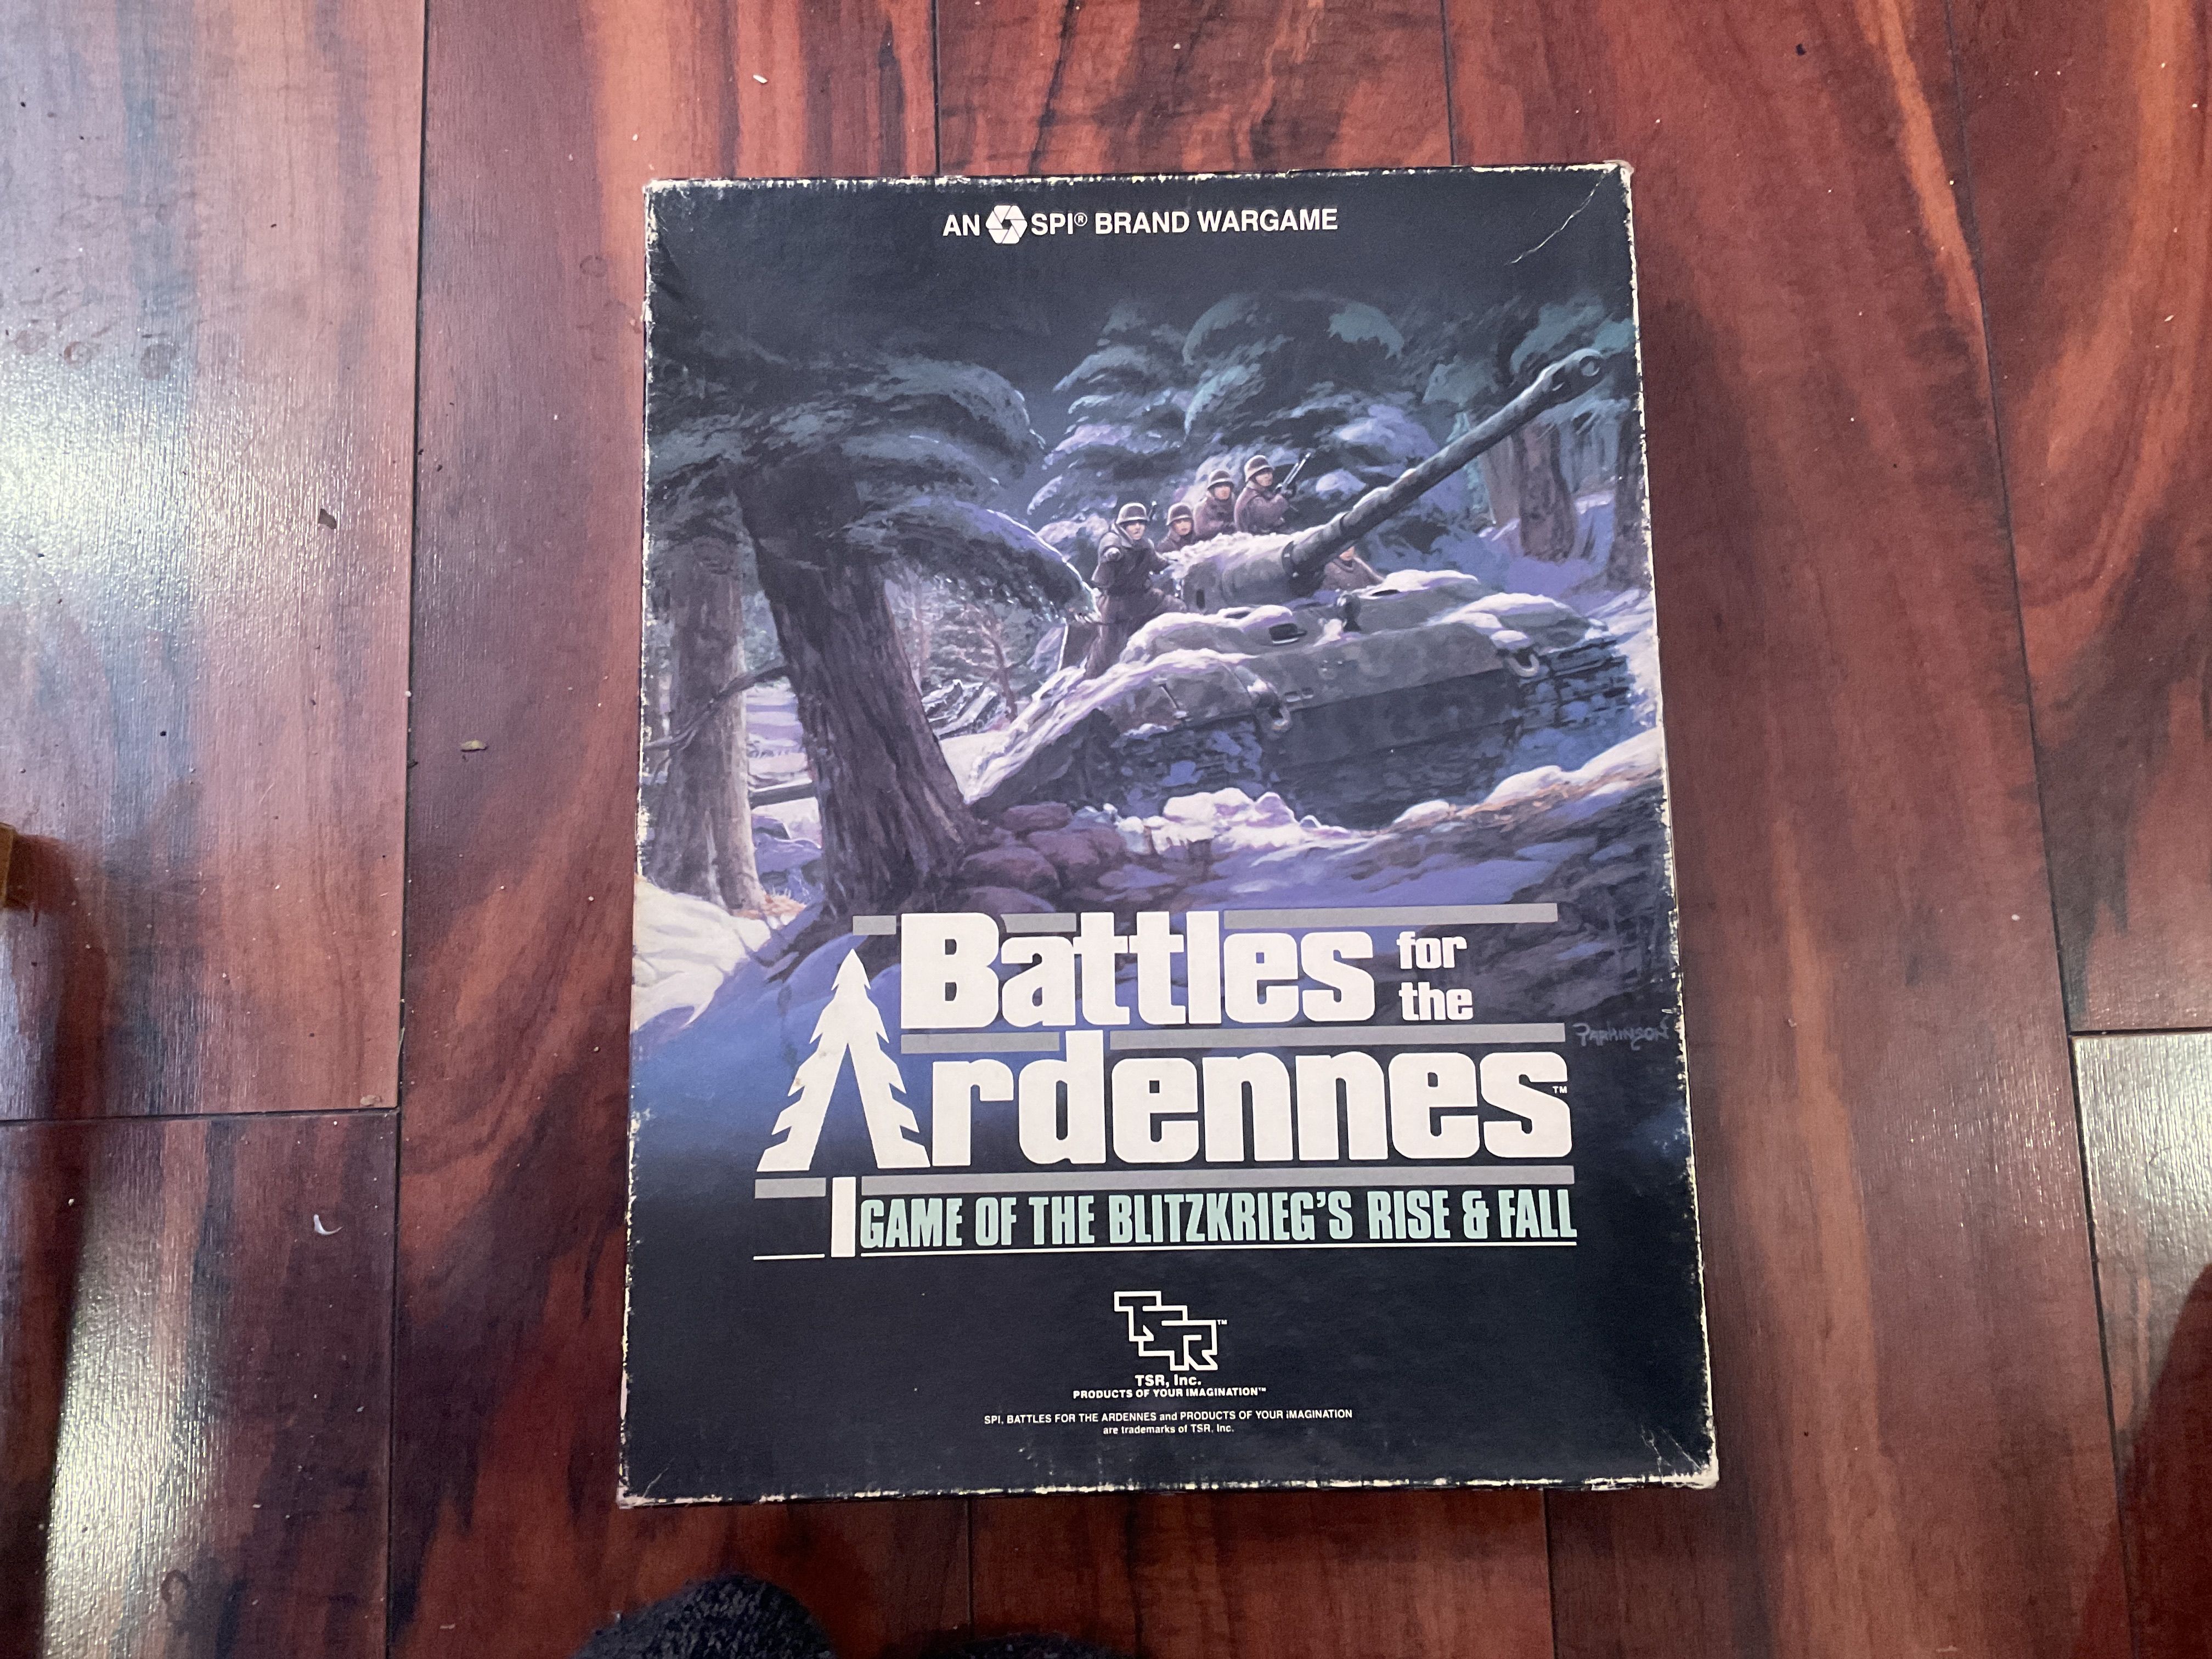 AN SPI® BRAND WARGAME
Battles for the
Ardennes™
GAME OF THE BLITZKRIEG'S RISE & FALL
PARKINSON
TSR™
TSR, Inc.
PRODUCTS OF YOUR IMAGINATION™
SPI, BATTLES FOR THE ARDENNES and PRODUCTS OF YOUR IMAGINATION
are trademarks of TSR, Inc.